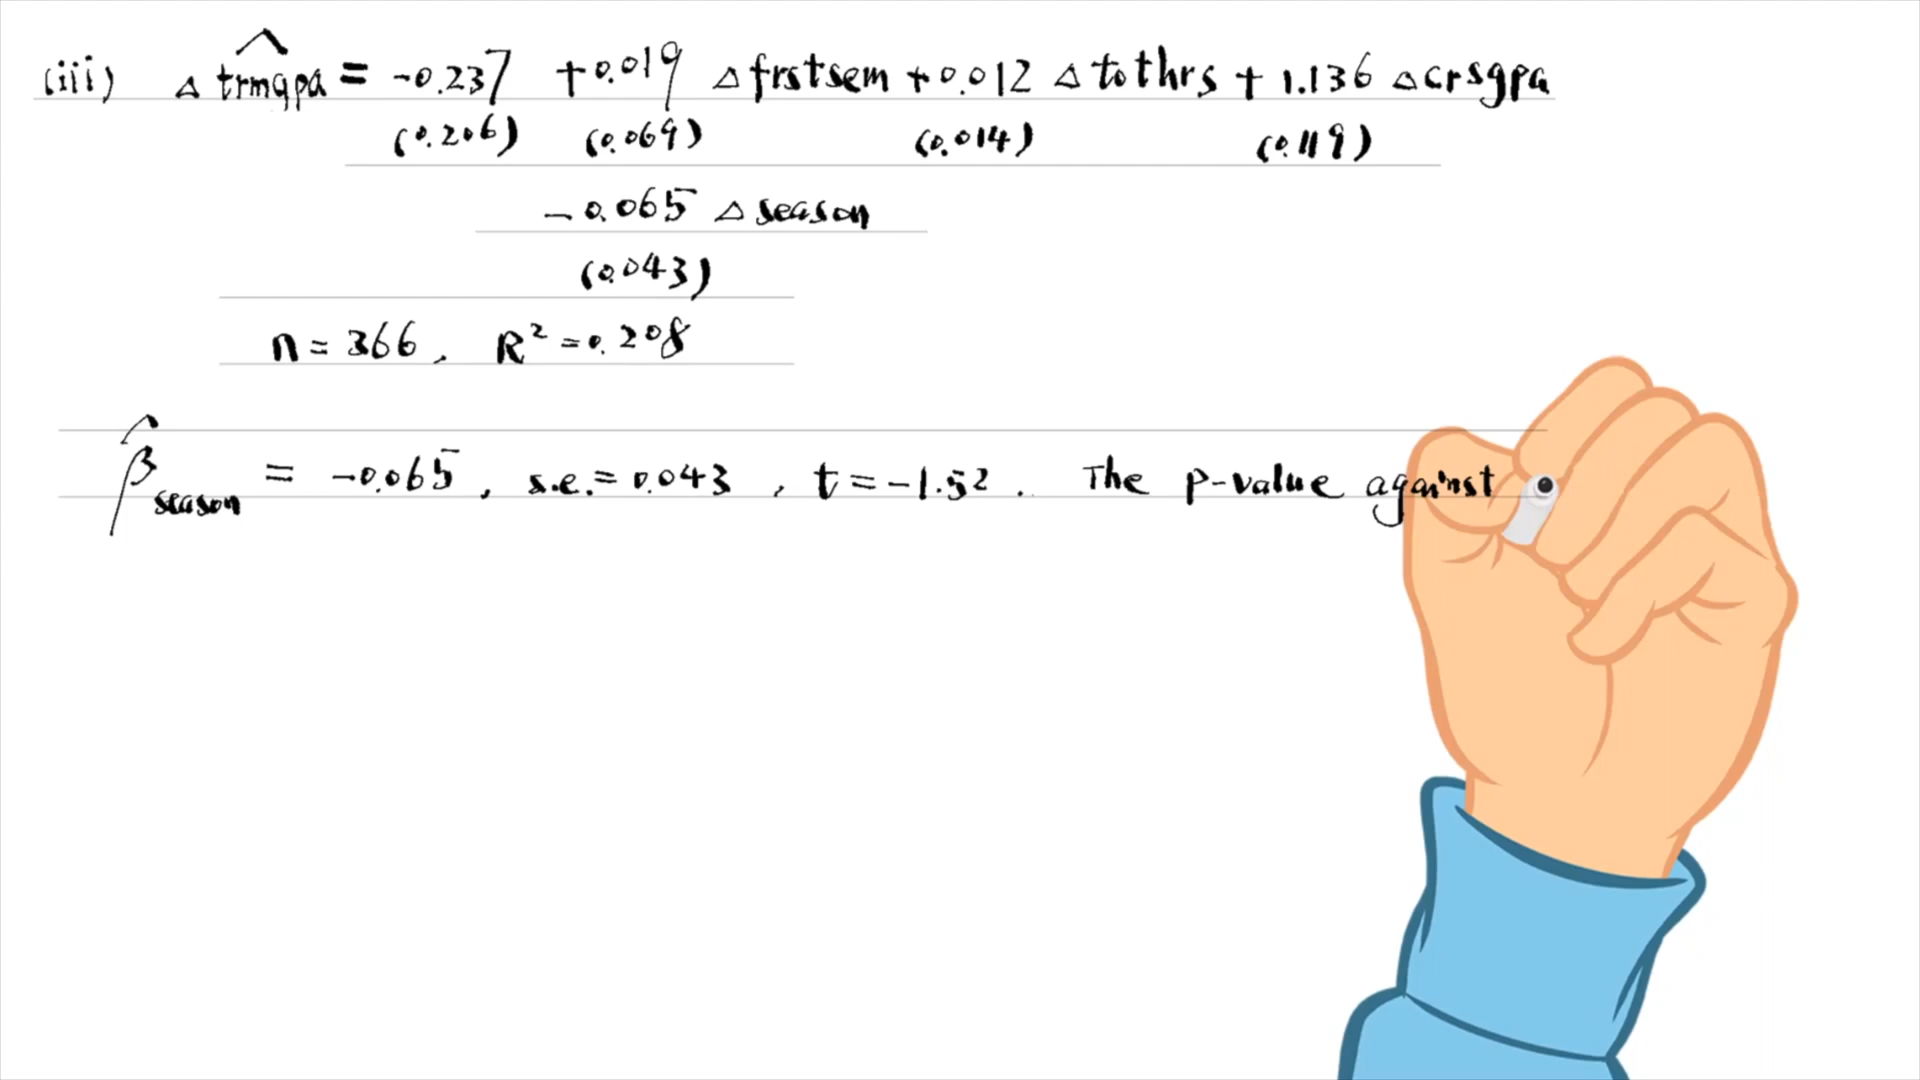 (iii) Δ trmgpa^ = -0.237 +0.019 Δ frstsem +0.012 Δ tothrs + 1.136 Δ crsgpa
(0.206) (0.069) (0.014) (0.119)
- 0.065 Δ season
(0.043)
n = 366, R² = 0.208
β̂ season = -0.065, s.e. = 0.043, t = -1.52. The p-value against